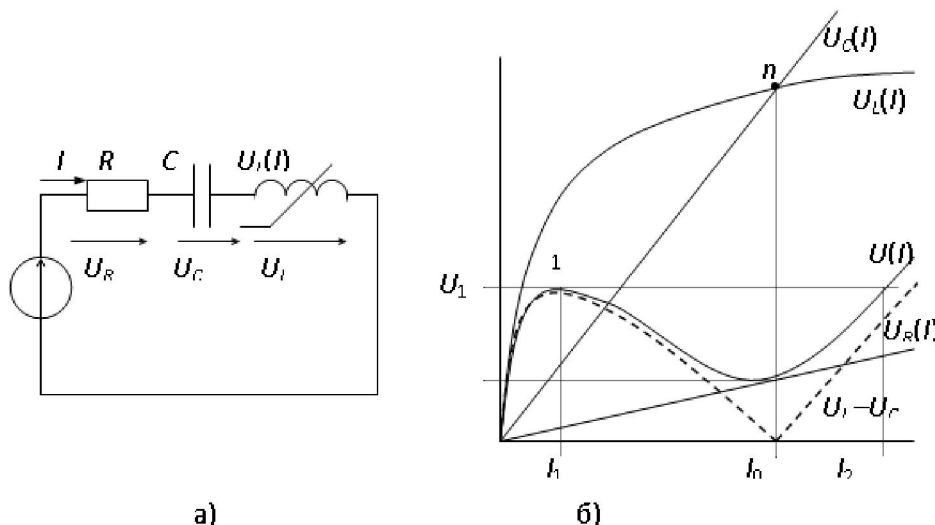 I R C U_L(I)
U_R U_C U_L
а)
U_C(I)
n
U_L(I)
1
U(I)
U_1
U_R(I)
U_L–U_C
I_1 I_0 I_2
б)